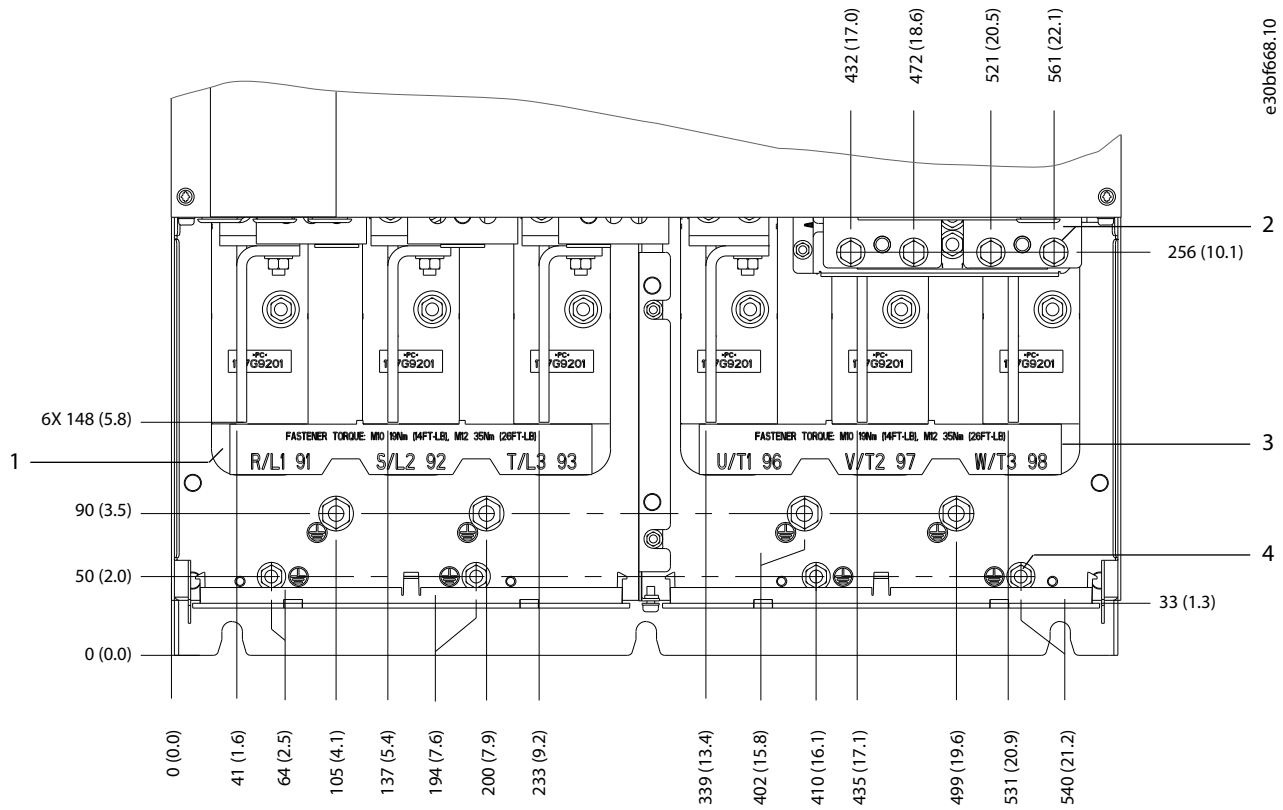 432 (17.0)
472 (18.6)
521 (20.5)
561 (22.1)
e30bf668.10
2
256 (10.1)
•PC•
•PC•
•PC•
•PC•
•PC•
•PC•
6X 148 (5.8)
FASTENER TORQUE: M10 19Nm (14FT-LB), M12 35Nm (26FT-LB)
FASTENER TORQUE: M10 19Nm (14FT-LB), M12 35Nm (26FT-LB)
1
R/L1 91
S/L2 92
T/L3 93
U/T1 96
V/T2 97
W/T3 98
3
90 (3.5)
50 (2.0)
4
33 (1.3)
0 (0.0)
0 (0.0)
41 (1.6)
64 (2.5)
105 (4.1)
137 (5.4)
194 (7.6)
200 (7.9)
233 (9.2)
339 (13.4)
402 (15.8)
410 (16.1)
435 (17.1)
499 (19.6)
531 (20.9)
540 (21.2)